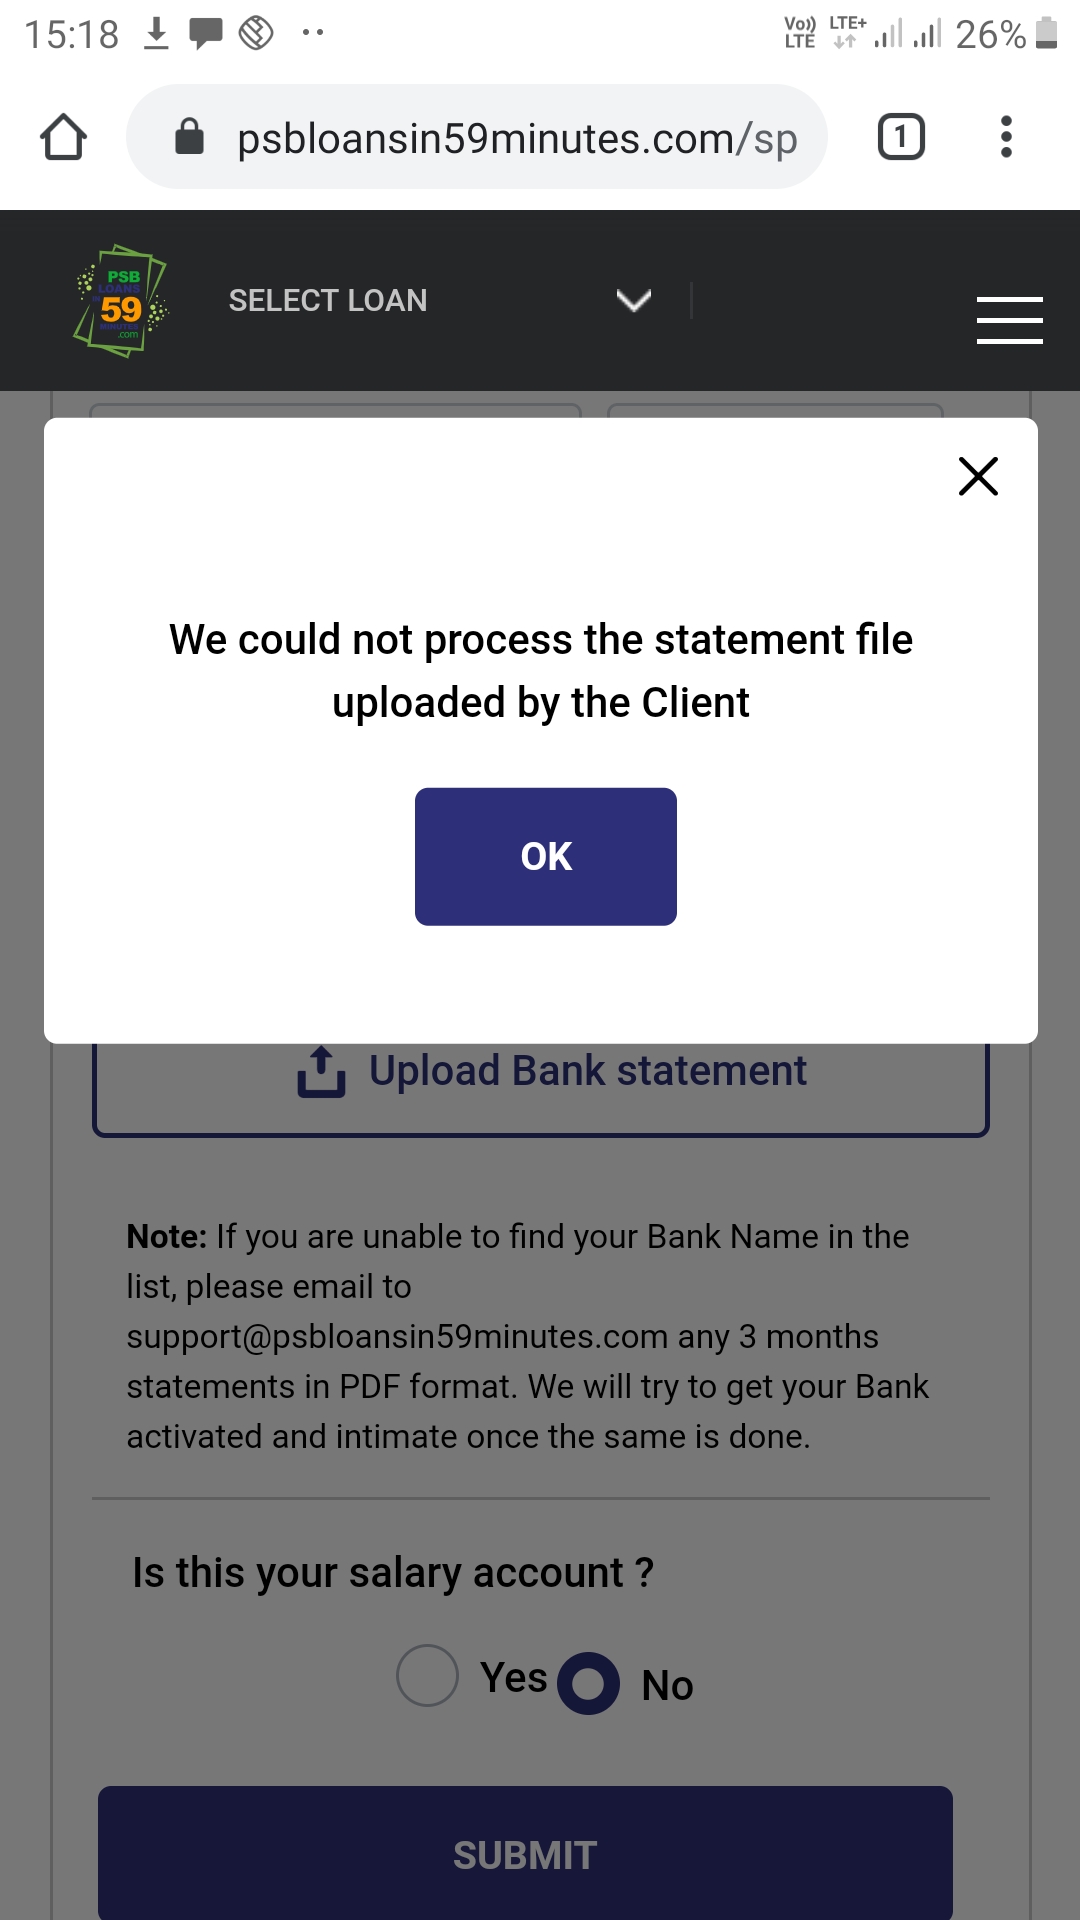 15:18
Vo)) LTE LTE+ 26%
psbloansin59minutes.com/sp
1
PSB
LOANS
IN 59
MINUTES
.com
SELECT LOAN
We could not process the statement file
uploaded by the Client
OK
Upload Bank statement
Note: If you are unable to find your Bank Name in the
list, please email to
support@psbloansin59minutes.com any 3 months
statements in PDF format. We will try to get your Bank
activated and intimate once the same is done.
Is this your salary account ?
Yes No
SUBMIT